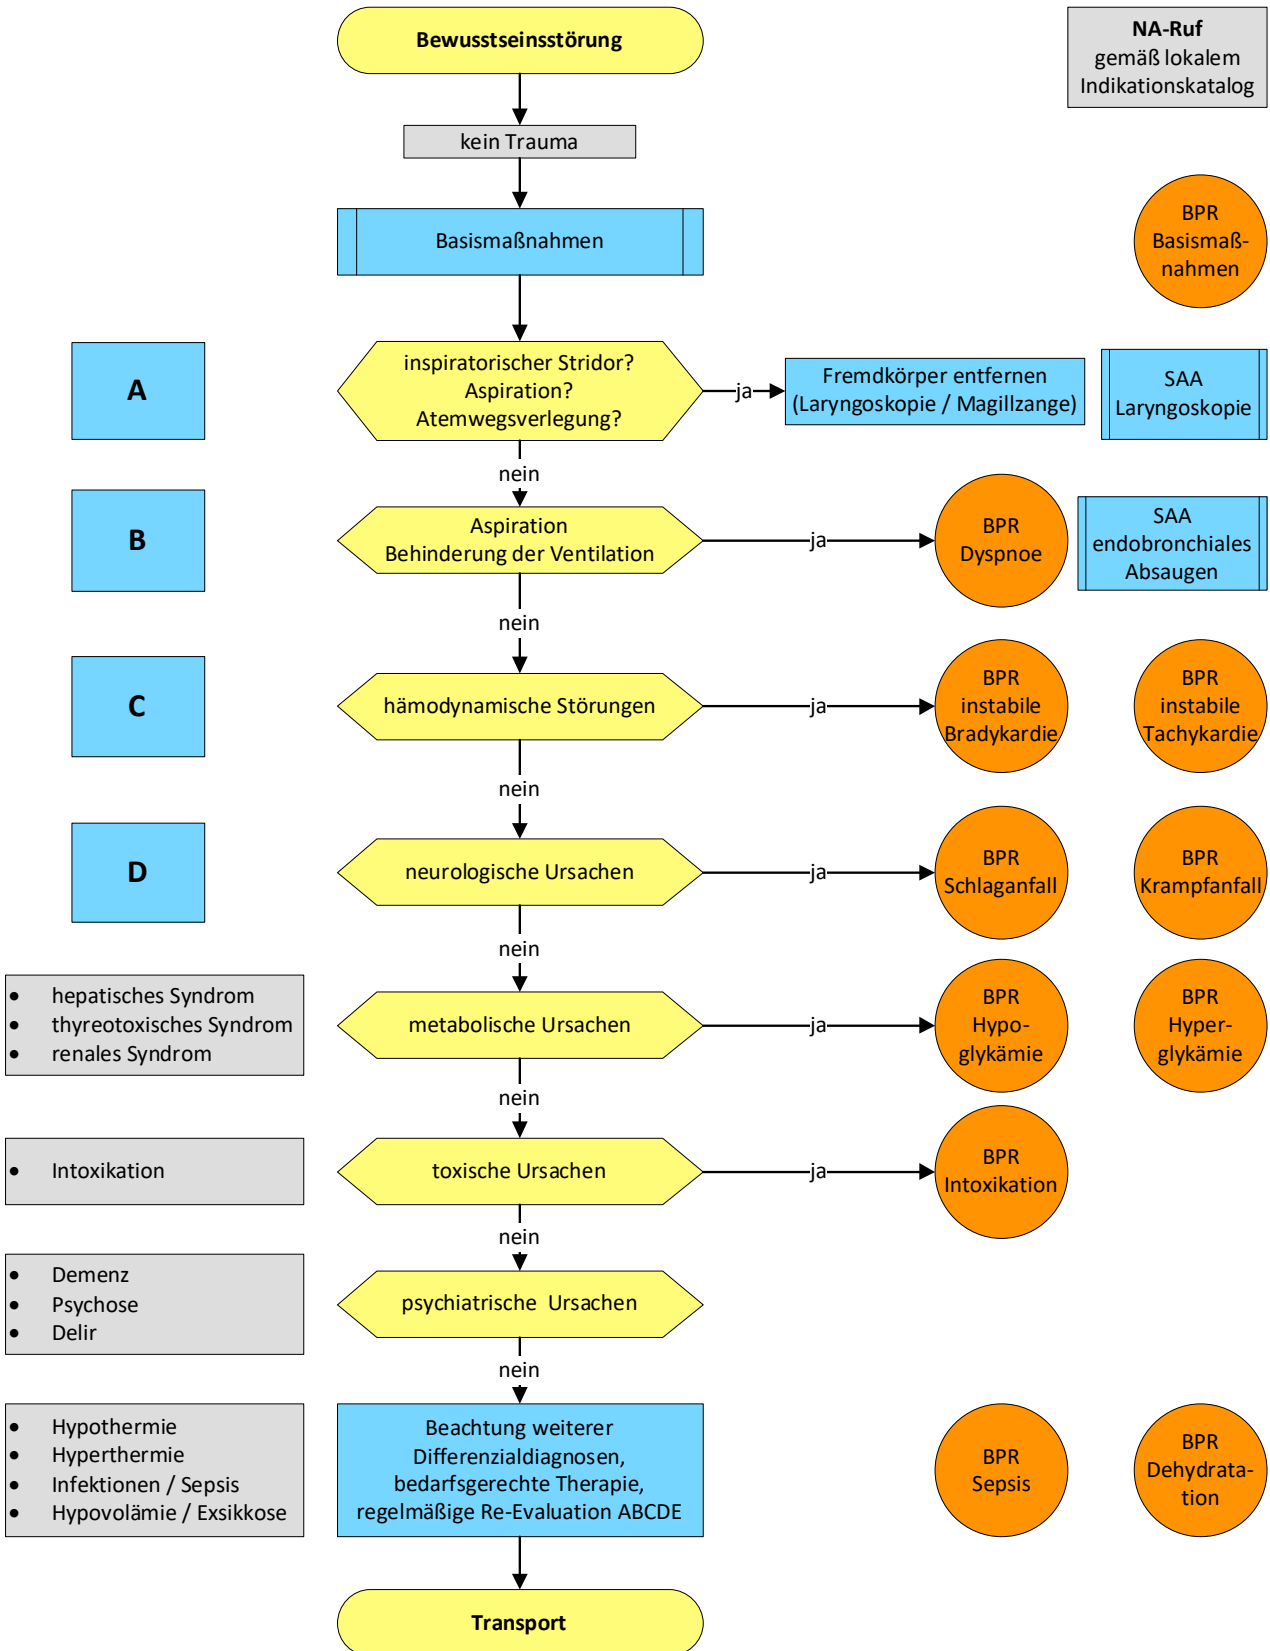 Bewusstseinsstörung
NA-Ruf
gemäß lokalem
Indikationskatalog
kein Trauma
Basismaßnahmen
BPR
Basismaß-
nahmen
A
inspiratorischer Stridor?
Aspiration?
Atemwegsverlegung?
ja
Fremdkörper entfernen
(Laryngoskopie / Magillzange)
SAA
Laryngoskopie
nein
B
Aspiration
Behinderung der Ventilation
ja
BPR
Dyspnoe
SAA
endobronchiales
Absaugen
nein
C
hämodynamische Störungen
ja
BPR
instabile
Bradykardie
BPR
instabile
Tachykardie
nein
D
neurologische Ursachen
ja
BPR
Schlaganfall
BPR
Krampfanfall
nein
• hepatisches Syndrom
• thyreotoxisches Syndrom
• renales Syndrom
metabolische Ursachen
ja
BPR
Hypo-
glykämie
BPR
Hyper-
glykämie
nein
• Intoxikation
toxische Ursachen
ja
BPR
Intoxikation
nein
• Demenz
• Psychose
• Delir
psychiatrische  Ursachen
nein
• Hypothermie
• Hyperthermie
• Infektionen / Sepsis
• Hypovolämie / Exsikkose
Beachtung weiterer
Differenzialdiagnosen,
bedarfsgerechte Therapie,
regelmäßige Re-Evaluation ABCDE
BPR
Sepsis
BPR
Dehydrata-
tion
Transport